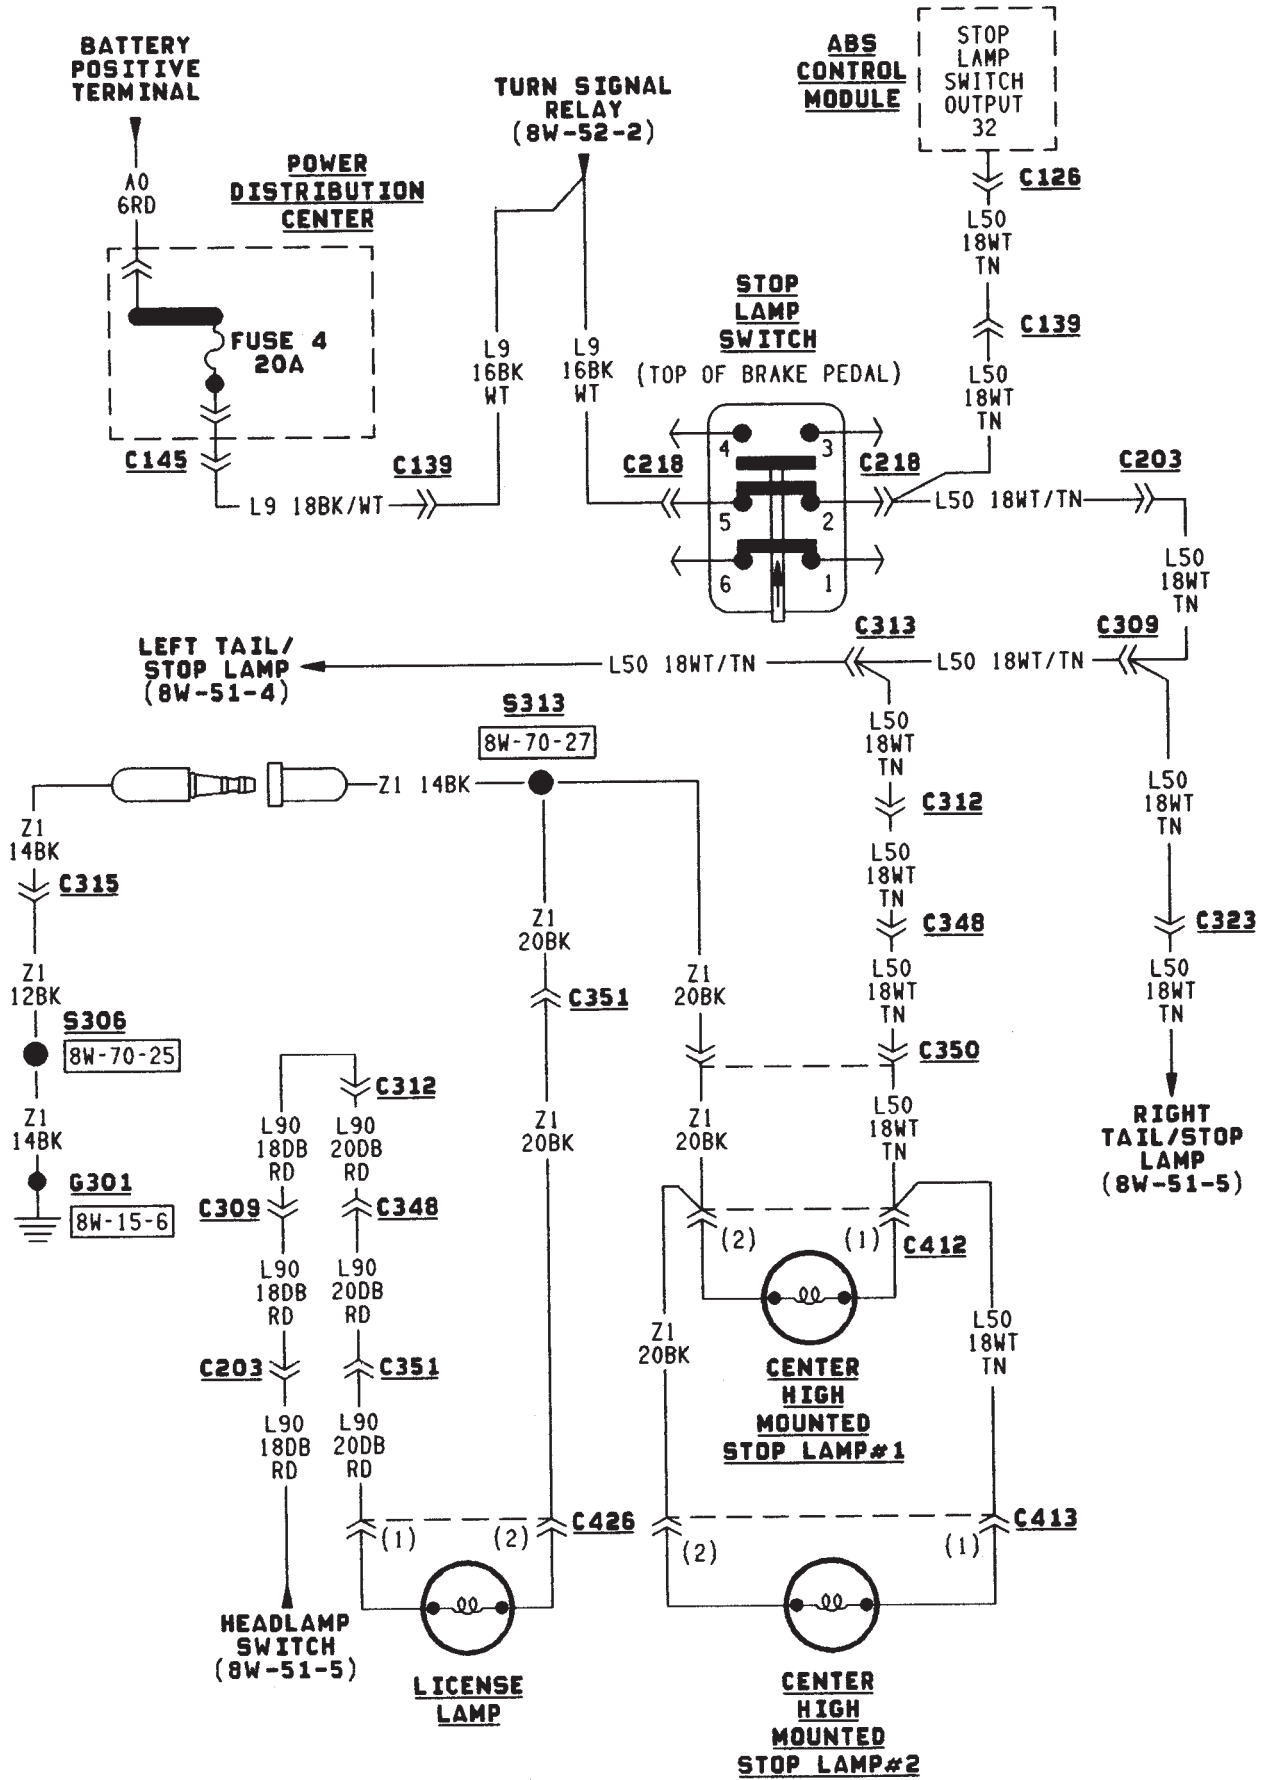 BATTERY
POSITIVE
TERMINAL
A0
6RD
POWER
DISTRIBUTION
CENTER
FUSE 4
20A
C145
L9 18BK/WT
C139
TURN SIGNAL
RELAY
(8W-52-2)
L9
16BK
WT
L9
16BK
WT
ABS
CONTROL
MODULE
STOP
LAMP
SWITCH
OUTPUT
32
C126
L50
18WT
TN
C139
L50
18WT
TN
STOP
LAMP
SWITCH
(TOP OF BRAKE PEDAL)
4
3
C218
C218
5
2
6
1
L50 18WT/TN
C203
L50
18WT
TN
LEFT TAIL/
STOP LAMP
(8W-51-4)
L50 18WT/TN
C313
L50 18WT/TN
C309
S313
8W-70-27
Z1 14BK
Z1
14BK
C315
Z1
12BK
S306
8W-70-25
Z1
14BK
G301
8W-15-6
L50
18WT
TN
C312
L50
18WT
TN
C348
L50
18WT
TN
C350
L50
18WT
TN
L50
18WT
TN
C323
L50
18WT
TN
RIGHT
TAIL/STOP
LAMP
(8W-51-5)
Z1
20BK
C351
Z1
20BK
Z1
20BK
Z1
20BK
C312
L90
18DB
RD
L90
20DB
RD
C309
C348
L90
18DB
RD
L90
20DB
RD
C203
C351
L90
18DB
RD
L90
20DB
RD
HEADLAMP
SWITCH
(8W-51-5)
(1)
(2)
C426
LICENSE
LAMP
(2)
(1)
C412
CENTER
HIGH
MOUNTED
STOP LAMP#1
Z1
20BK
L50
18WT
TN
(2)
(1)
C413
CENTER
HIGH
MOUNTED
STOP LAMP#2